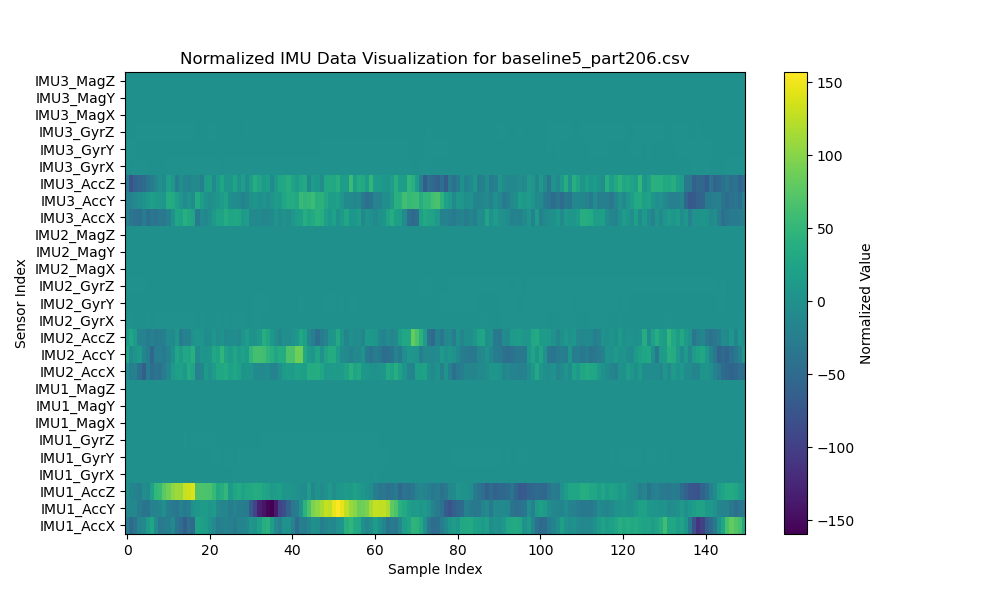 Normalized IMU Data Visualization for baseline5_part206.csv
IMU3_MagZ
IMU3_MagY
IMU3_MagX
IMU3_GyrZ
IMU3_GyrY
IMU3_GyrX
IMU3_AccZ
IMU3_AccY
IMU3_AccX
IMU2_MagZ
IMU2_MagY
IMU2_MagX
IMU2_GyrZ
IMU2_GyrY
IMU2_GyrX
IMU2_AccZ
IMU2_AccY
IMU2_AccX
IMU1_MagZ
IMU1_MagY
IMU1_MagX
IMU1_GyrZ
IMU1_GyrY
IMU1_GyrX
IMU1_AccZ
IMU1_AccY
IMU1_AccX
Sensor Index
0 20 40 60 80 100 120 140
Sample Index
150
100
50
0
−50
−100
−150
Normalized Value